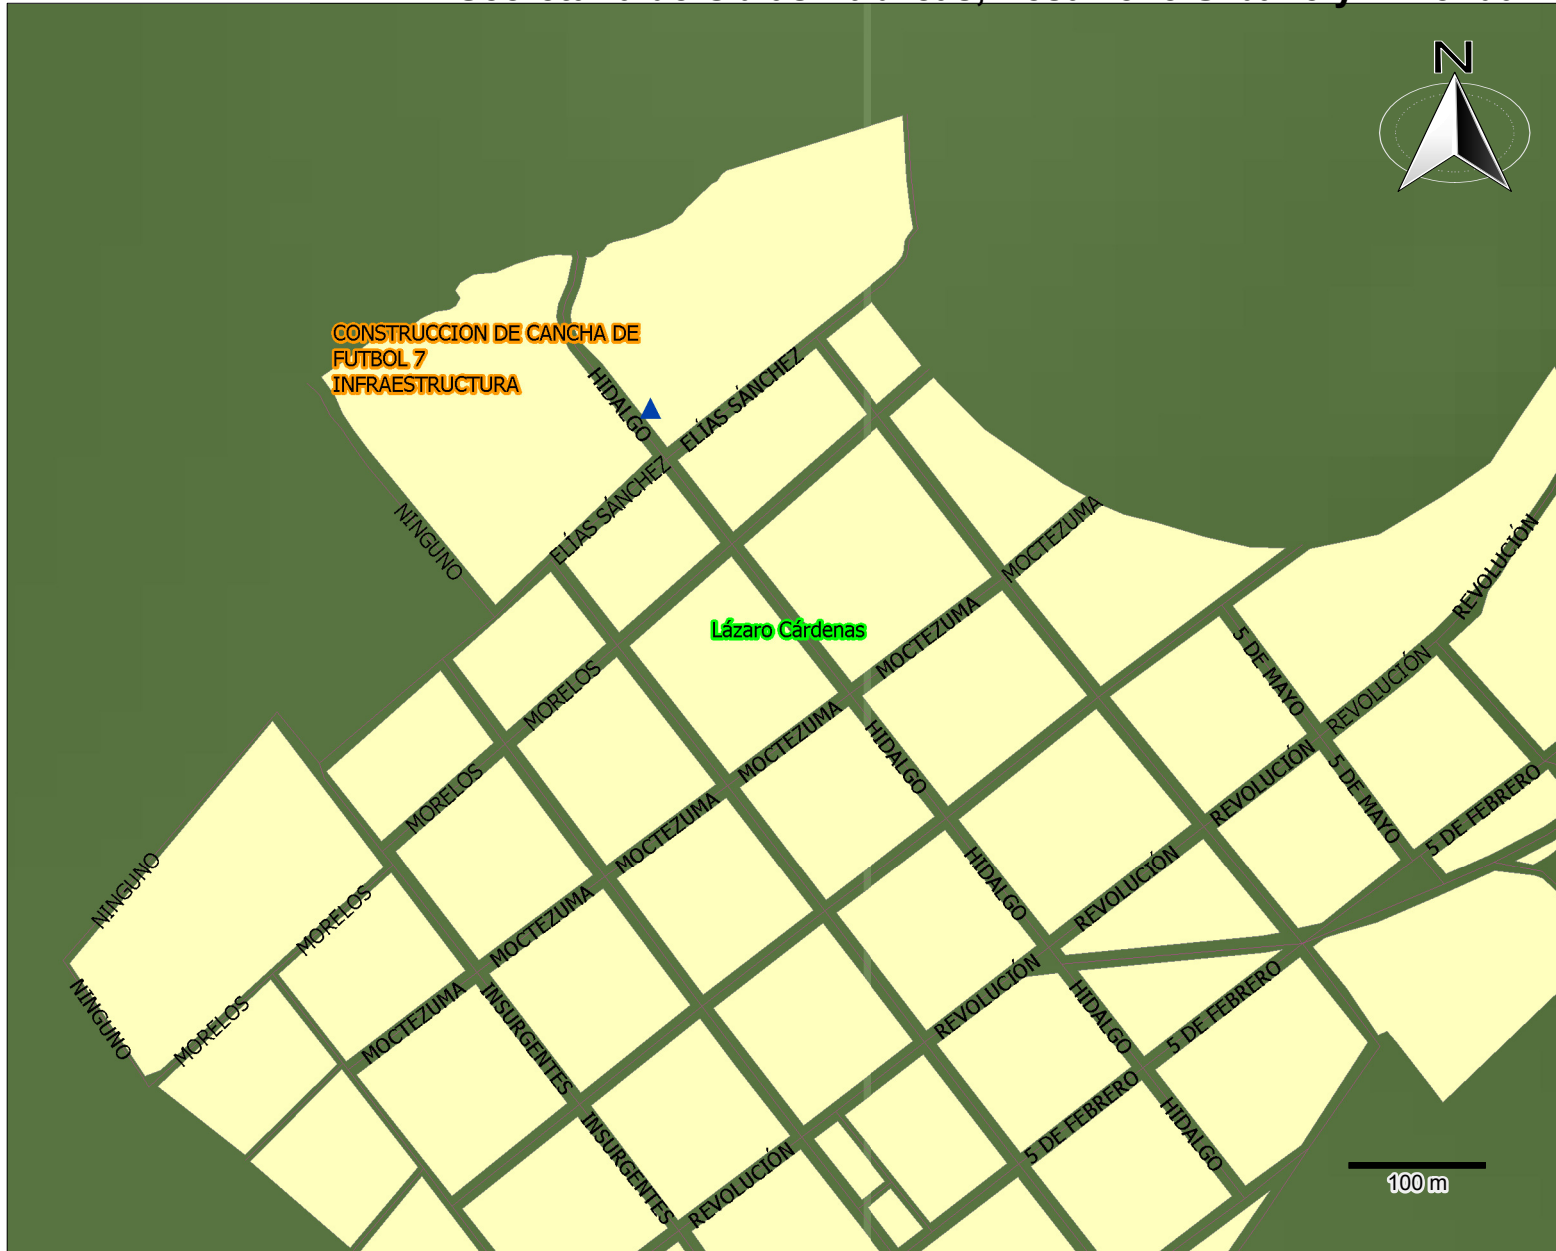 N
CONSTRUCCION DE CANCHA DE
FUTBOL 7
INFRAESTRUCTURA
HIDALGO
ELÍAS SÁNCHEZ
ELÍAS SÁNCHEZ
NINGUNO
MOCTEZUMA
REVOLUCIÓN
Lázaro Cárdenas
MOCTEZUMA
5 DE MAYO
MORELOS
REVOLUCIÓN
MOCTEZUMA
HIDALGO
REVOLUCIÓN
5 DE MAYO
MORELOS
MOCTEZUMA
5 DE FEBRERO
NINGUNO
MORELOS
MOCTEZUMA
HIDALGO
REVOLUCIÓN
NINGUNO
MORELOS
MOCTEZUMA
INSURGENTES
REVOLUCIÓN
HIDALGO
5 DE FEBRERO
INSURGENTES
REVOLUCIÓN
5 DE FEBRERO
HIDALGO
100 m